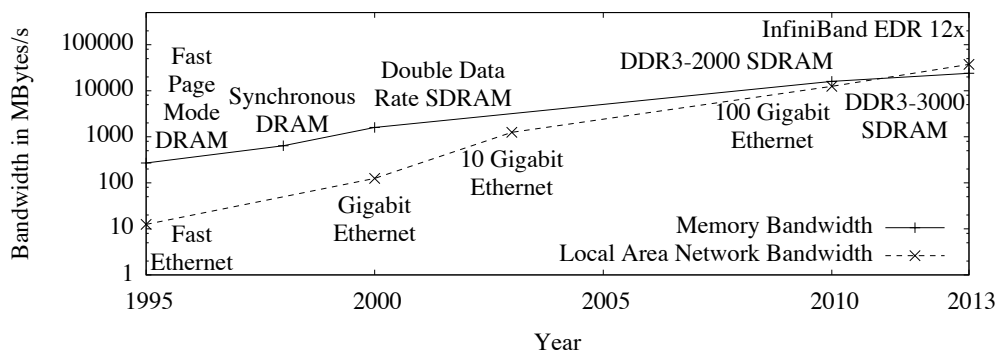 Bandwidth in MBytes/s
100000
10000
1000
100
10
1
Fast
Page
Mode
DRAM
Synchronous
DRAM
Double Data
Rate SDRAM
DDR3-2000 SDRAM
InfiniBand EDR 12x
DDR3-3000
SDRAM
100 Gigabit
Ethernet
10 Gigabit
Ethernet
Gigabit
Ethernet
Fast
Ethernet
Memory Bandwidth
Local Area Network Bandwidth
1995
2000
2005
2010
2013
Year